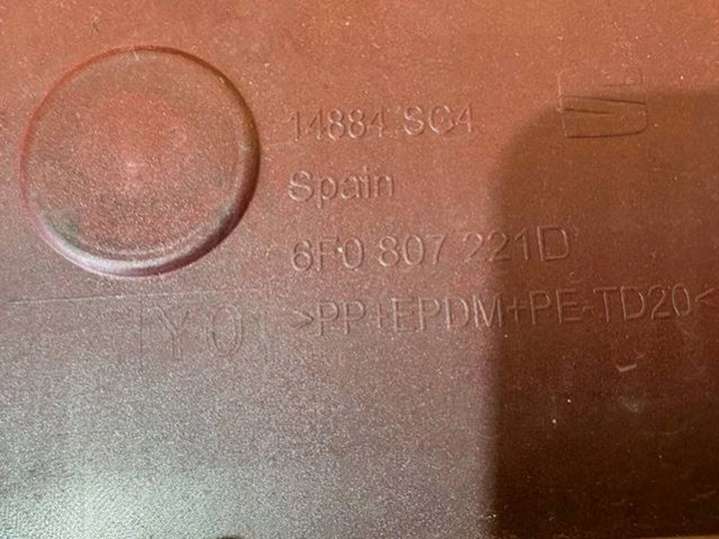 14884 SC4
Spain
6F0 807 221D
>PP+EPDM+PE-TD20<